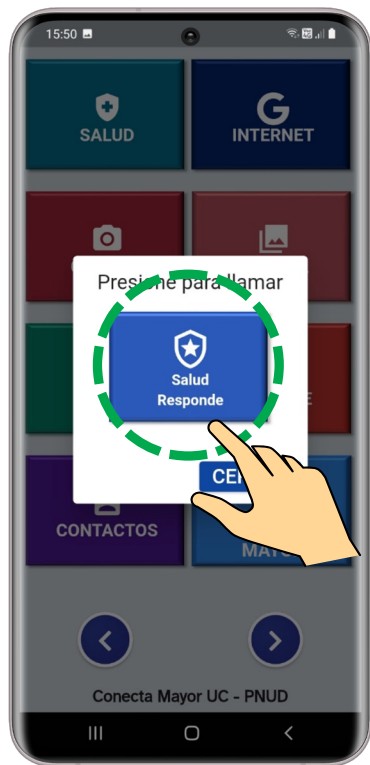 15:50
SALUD
INTERNET
Presione para llamar
Salud
Responde
CONTACTOS
Conecta Mayor UC - PNUD